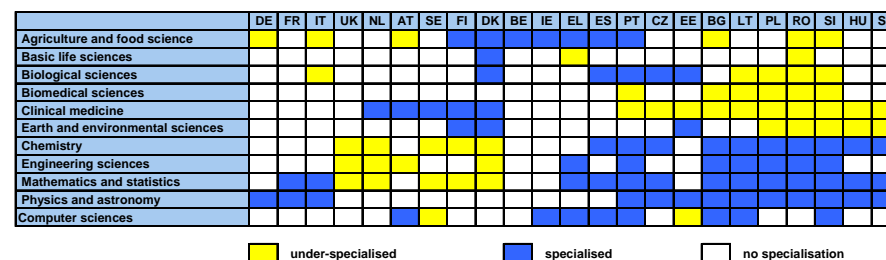 DE FR IT UK NL AT SE FI DK BE IE EL ES PT CZ EE BG LT PL RO SI HU
Agriculture and food science
Basic life sciences
Biological sciences
Biomedical sciences
Clinical medicine
Earth and environmental sciences
Chemistry
Engineering sciences
Mathematics and statistics
Physics and astronomy
Computer sciences
under-specialised specialised no specialisation